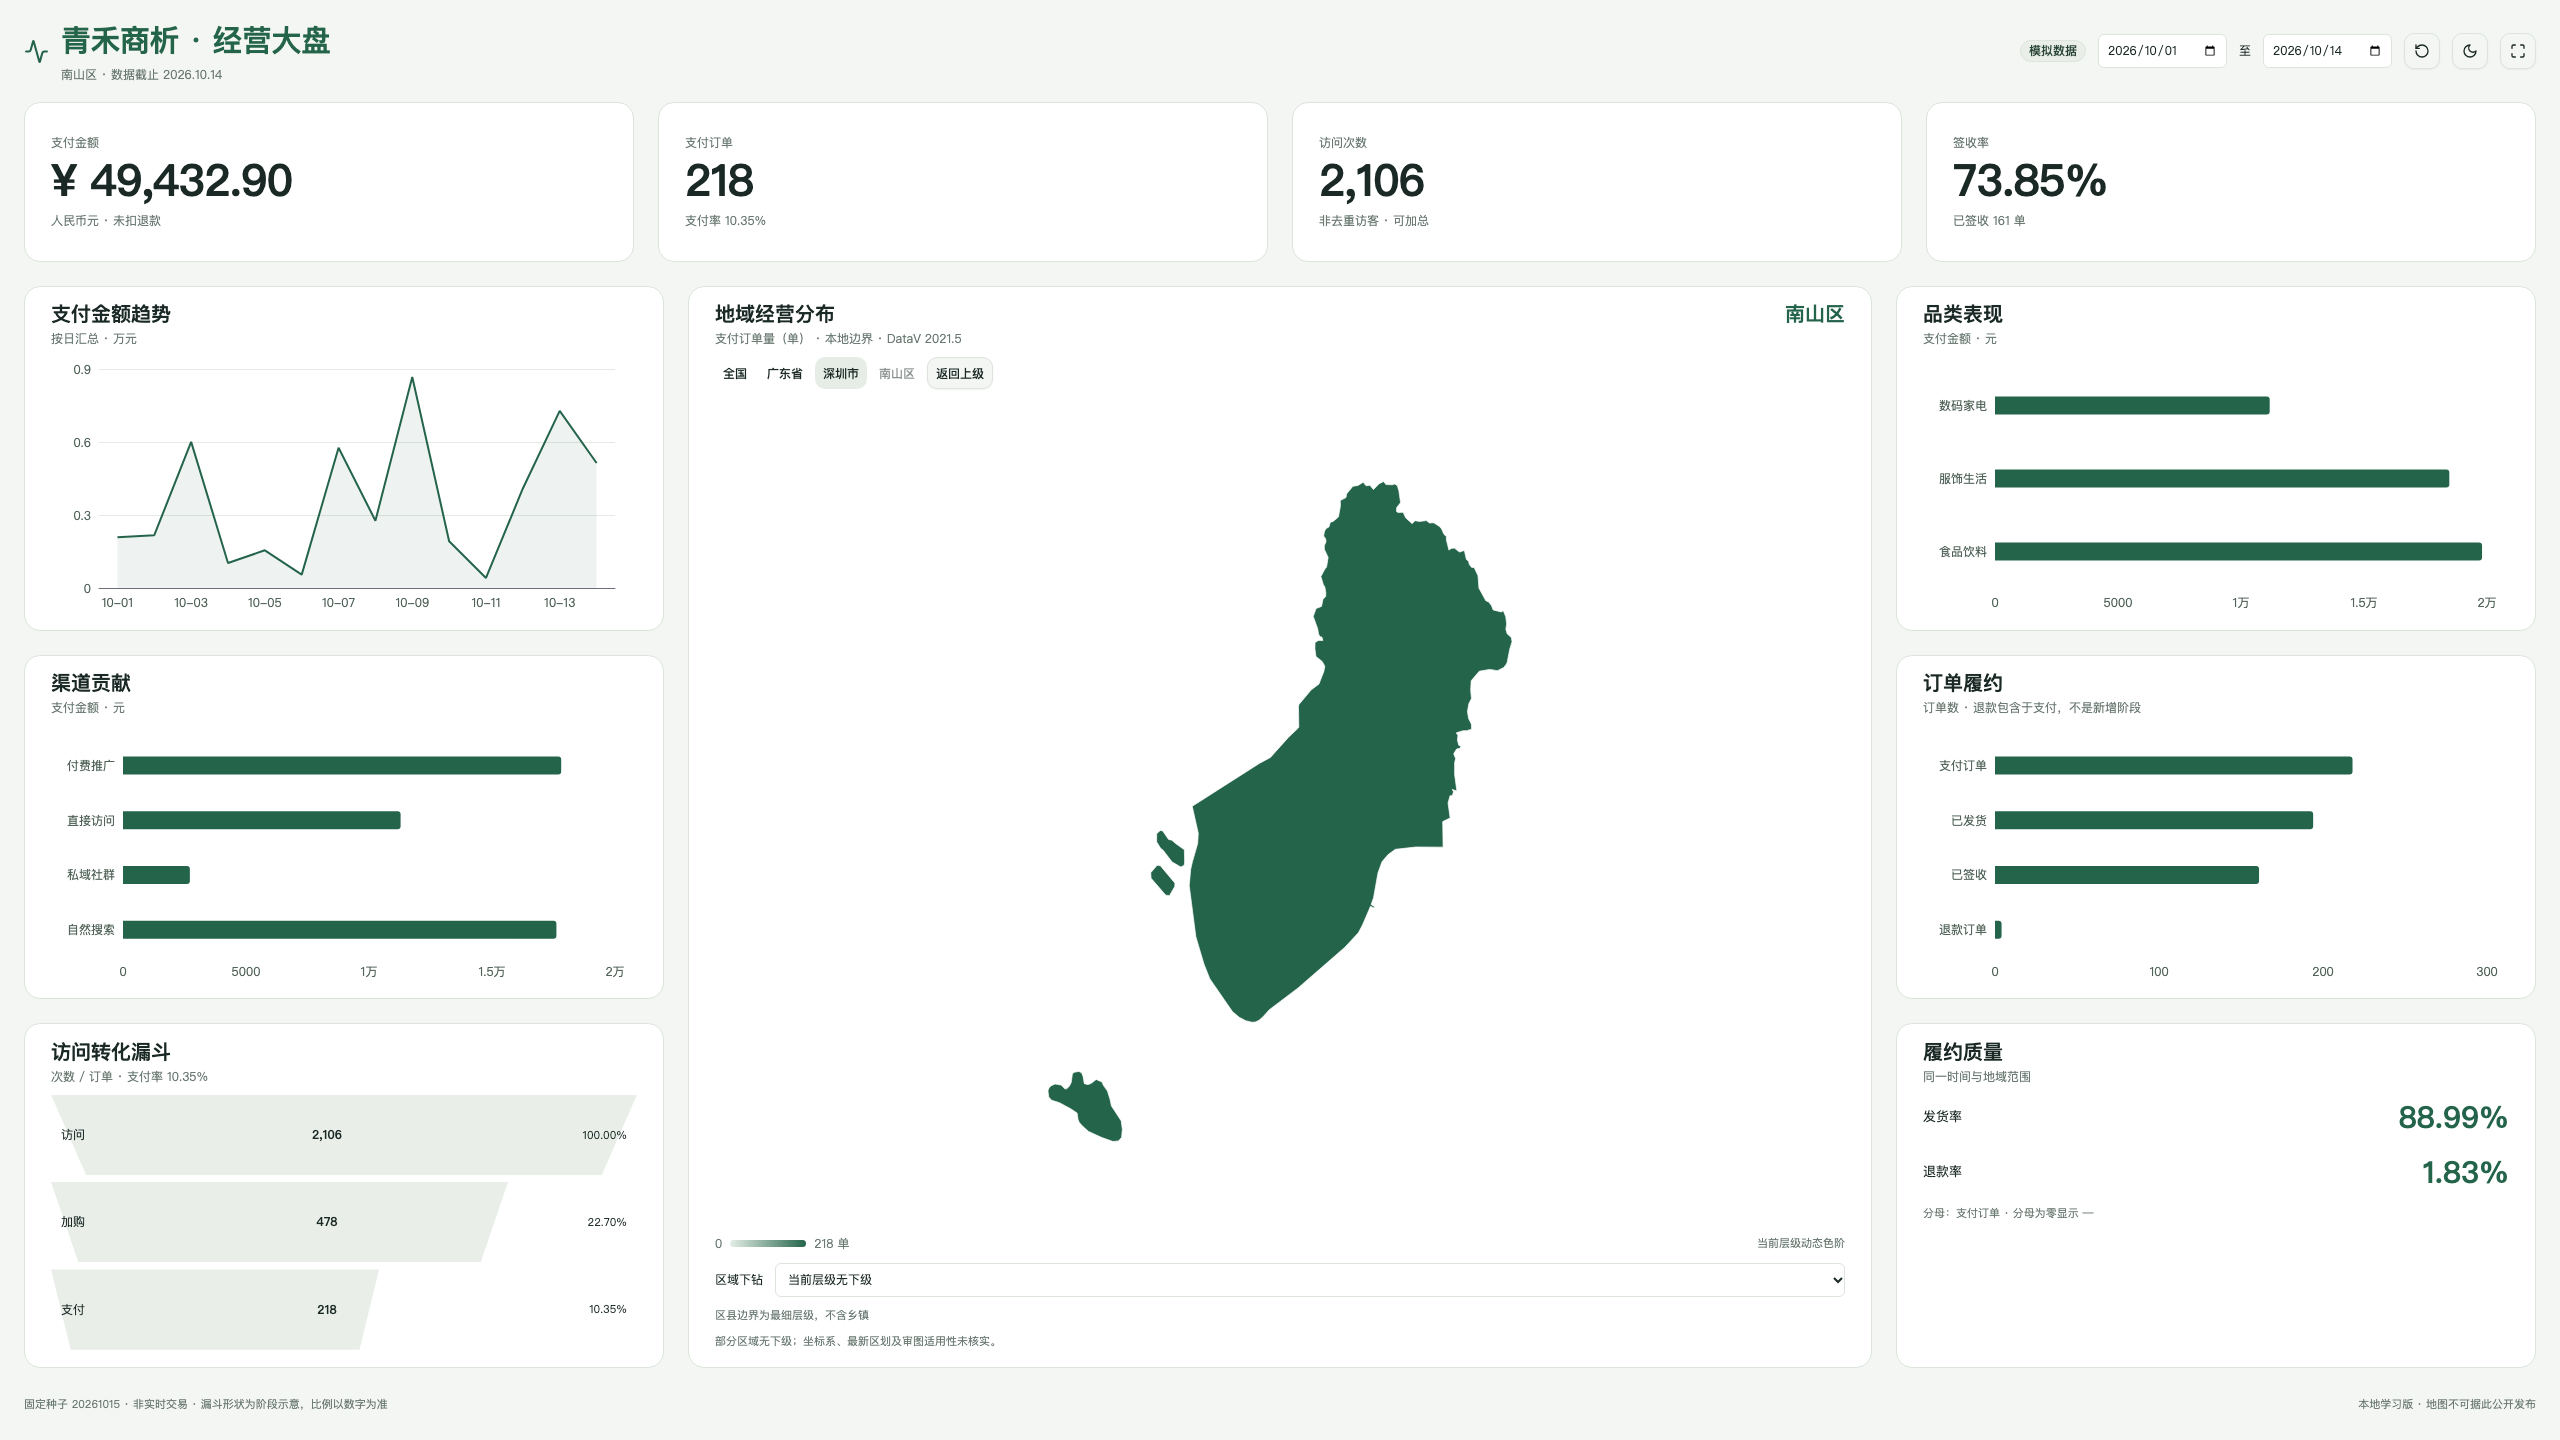 青禾商析 · 经营大盘
南山区 · 数据截止 2026.10.14
模拟数据
2026/10/01
至
2026/10/14
支付金额
¥ 49,432.90
人民币元 · 未扣退款
支付订单
218
支付率 10.35%
访问次数
2,106
非去重访客 · 可加总
签收率
73.85%
已签收 161 单
支付金额趋势
按日汇总 · 万元
0.9
0.6
0.3
0
10-01 10-03 10-05 10-07 10-09 10-11 10-13
渠道贡献
支付金额 · 元
付费推广
直接访问
私域社群
自然搜索
0 5000 1万 1.5万 2万
访问转化漏斗
次数 / 订单 · 支付率 10.35%
访问 2,106 100.00%
加购 478 22.70%
支付 218 10.35%
地域经营分布
南山区
支付订单量（单） · 本地边界 · DataV 2021.5
全国 广东省 深圳市 南山区 返回上级
0 218 单
当前层级动态色阶
区域下钻 当前层级无下级
区县边界为最细层级，不含乡镇
部分区域无下级；坐标系、最新区划及审图适用性未核实。
品类表现
支付金额 · 元
数码家电
服饰生活
食品饮料
0 5000 1万 1.5万 2万
订单履约
订单数 · 退款包含于支付，不是新增阶段
支付订单
已发货
已签收
退款订单
0 100 200 300
履约质量
同一时间与地域范围
发货率 88.99%
退款率 1.83%
分母：支付订单 · 分母为零显示 —
固定种子 20261015 · 非实时交易 · 漏斗形状为阶段示意，比例以数字为准
本地学习版 · 地图不可据此公开发布